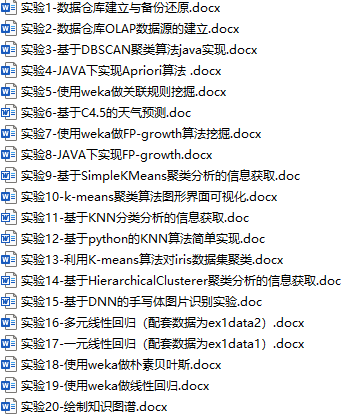 实验1-数据仓库建立与备份还原.docx
实验2-数据仓库OLAP数据源的建立.docx
实验3-基于DBSCAN聚类算法java实现.docx
实验4-JAVA下实现Apriori算法 .docx
实验5-使用weka做关联规则挖掘.docx
实验6-基于C4.5的天气预测.doc
实验7-使用weka做FP-growth算法挖掘.docx
实验8-JAVA下实现FP-growth.docx
实验9-基于SimpleKMeans聚类分析的信息获取.doc
实验10-k-means聚类算法图形界面可视化.docx
实验11-基于KNN分类分析的信息获取.doc
实验12-基于python的KNN算法简单实现.docx
实验13-利用K-means算法对iris数据集聚类.docx
实验14-基于HierarchicalClusterer聚类分析的信息获取.doc
实验15-基于DNN的手写体图片识别实验.doc
实验16-多元线性回归（配套数据为ex1data2）.docx
实验17-一元线性回归（配套数据为ex1data1）.docx
实验18-使用weka做朴素贝叶斯.docx
实验19-使用weka做线性回归.docx
实验20-绘制知识图谱.docx